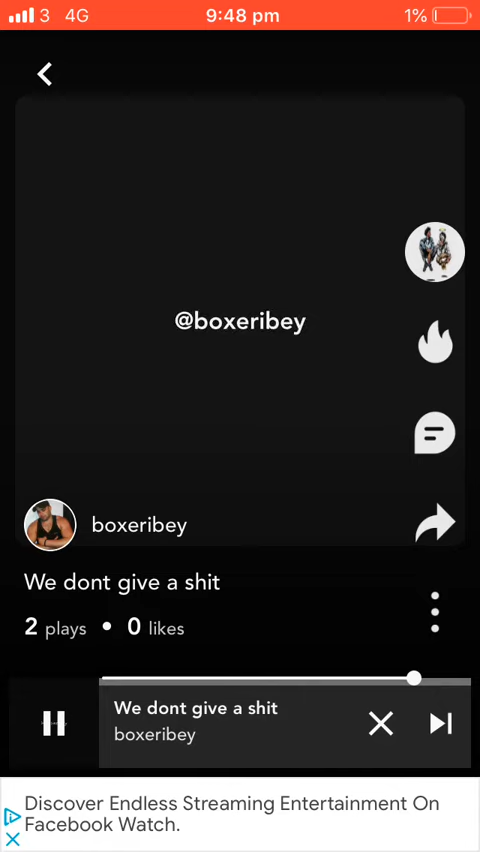 3 4G 9:48 pm 1%
@boxeribey
boxeribey
We dont give a shit
2 plays • 0 likes
We dont give a shit
boxeribey
Discover Endless Streaming Entertainment On
Facebook Watch.